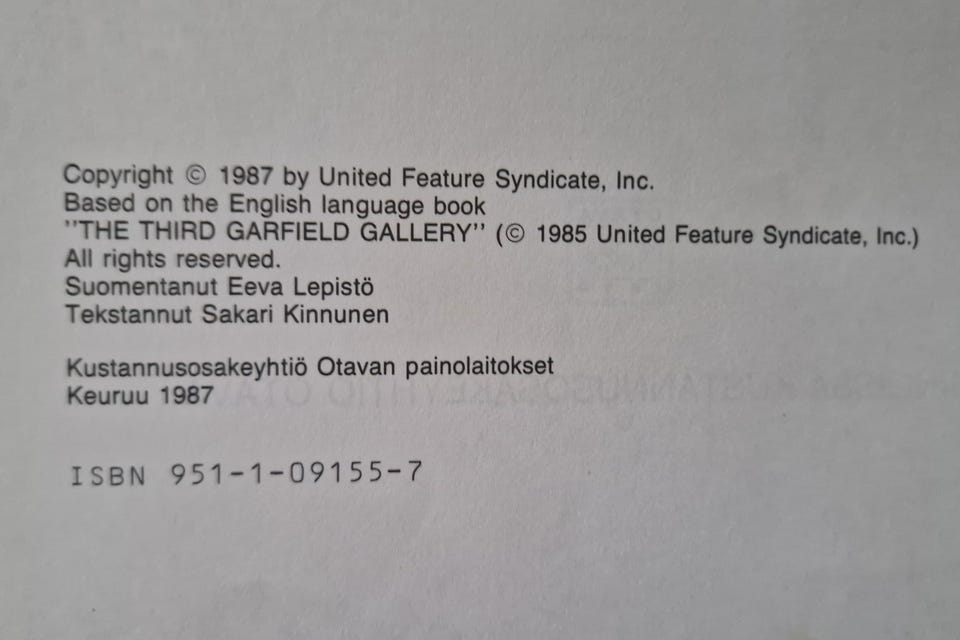 Copyright © 1987 by United Feature Syndicate, Inc.
Based on the English language book
"THE THIRD GARFIELD GALLERY" (© 1985 United Feature Syndicate, Inc.)
All rights reserved.
Suomentanut Eeva Lepistö
Tekstannut Sakari Kinnunen
Kustannusosakeyhtiö Otavan painolaitokset
Keuruu 1987
ISBN 951-1-09155-7